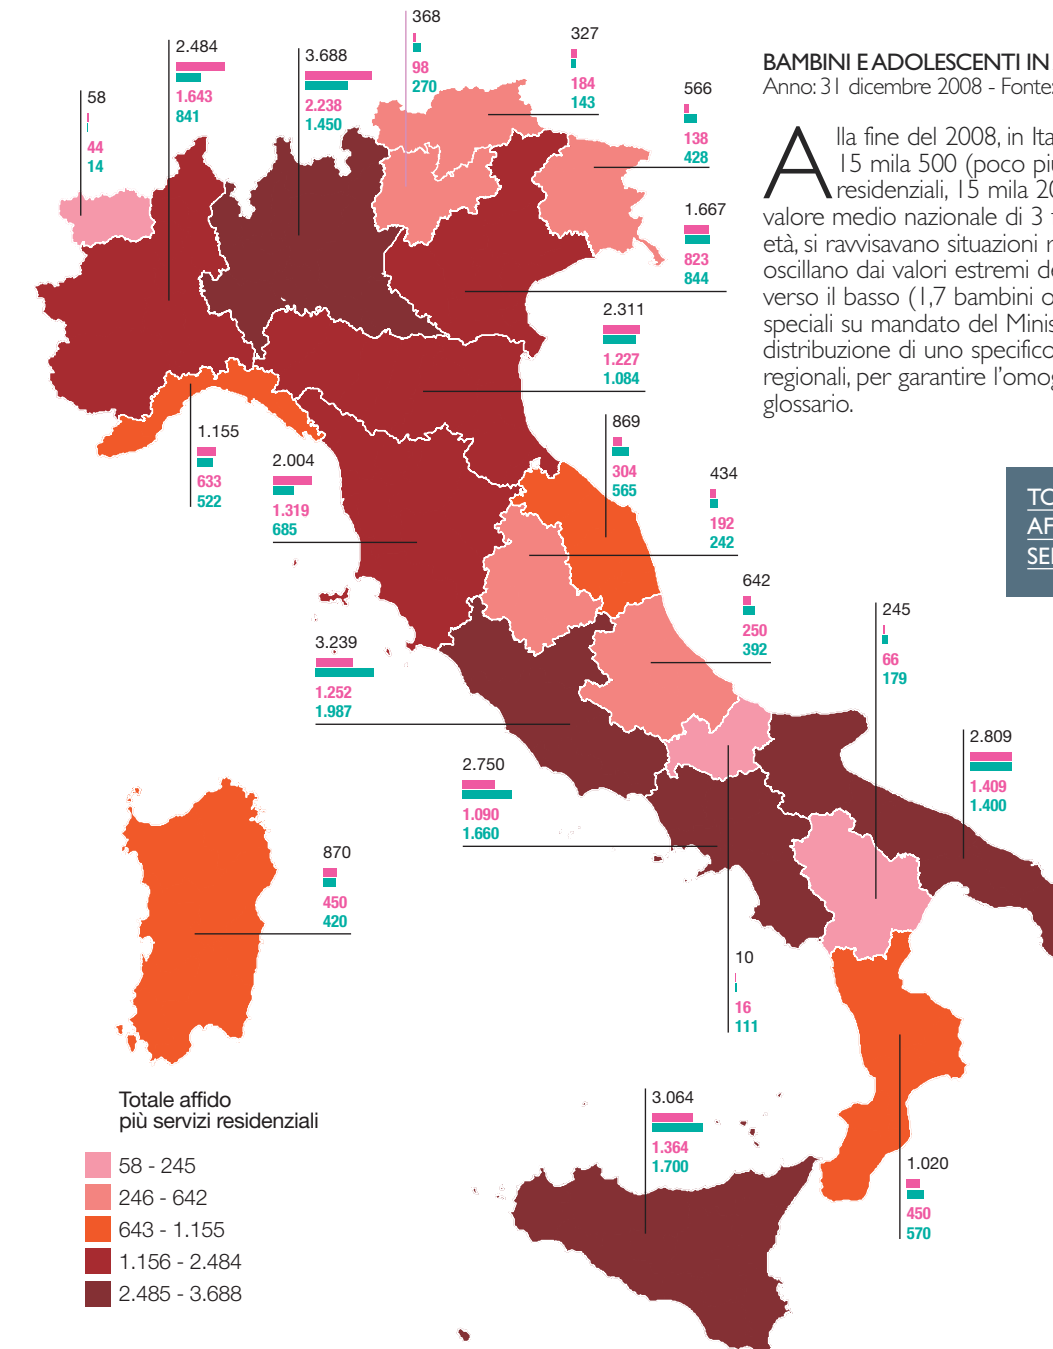 BAMBINI E ADOLESCENTI IN
Anno: 31 dicembre 2008 - Fonte:
Alla fine del 2008, in Ita
15 mila 500 (poco più
residenziali, 15 mila 20
valore medio nazionale di 3
età, si ravvisavano situazioni
oscillano dai valori estremi de
verso il basso (1,7 bambini o
speciali su mandato del Minis
distribuzione di uno specifico
regionali, per garantire l'omog
glossario.
TO
AF
SE
58
44
14
2.484
1.643
841
3.688
2.238
1.450
368
98
270
327
184
143
566
138
428
1.667
823
844
2.311
1.227
1.084
1.155
633
522
2.004
1.319
685
869
304
565
434
192
242
642
250
392
3.239
1.252
1.987
245
66
179
2.809
1.409
1.400
2.750
1.090
1.660
870
450
420
10
16
111
3.064
1.364
1.700
1.020
450
570
Totale affido
più servizi residenziali
58 - 245
246 - 642
643 - 1.155
1.156 - 2.484
2.485 - 3.688